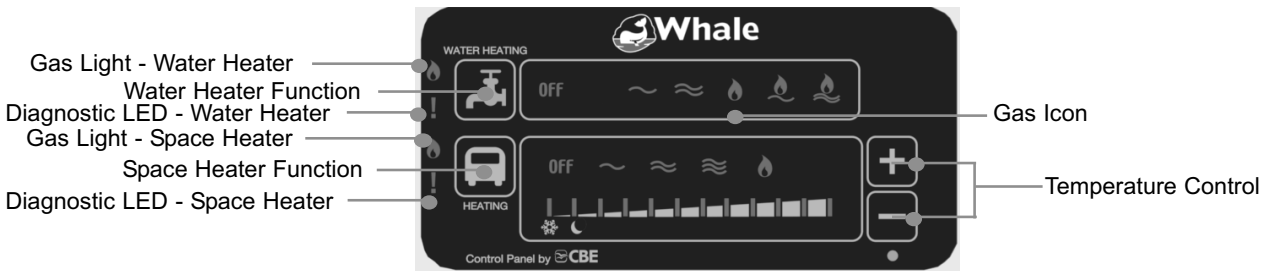 Whale
WATER HEATING
Gas Light - Water Heater
Water Heater Function
OFF
Diagnostic LED - Water Heater
Gas Icon
Gas Light - Space Heater
Space Heater Function
OFF
Temperature Control
Diagnostic LED - Space Heater
HEATING
Control Panel by CBE